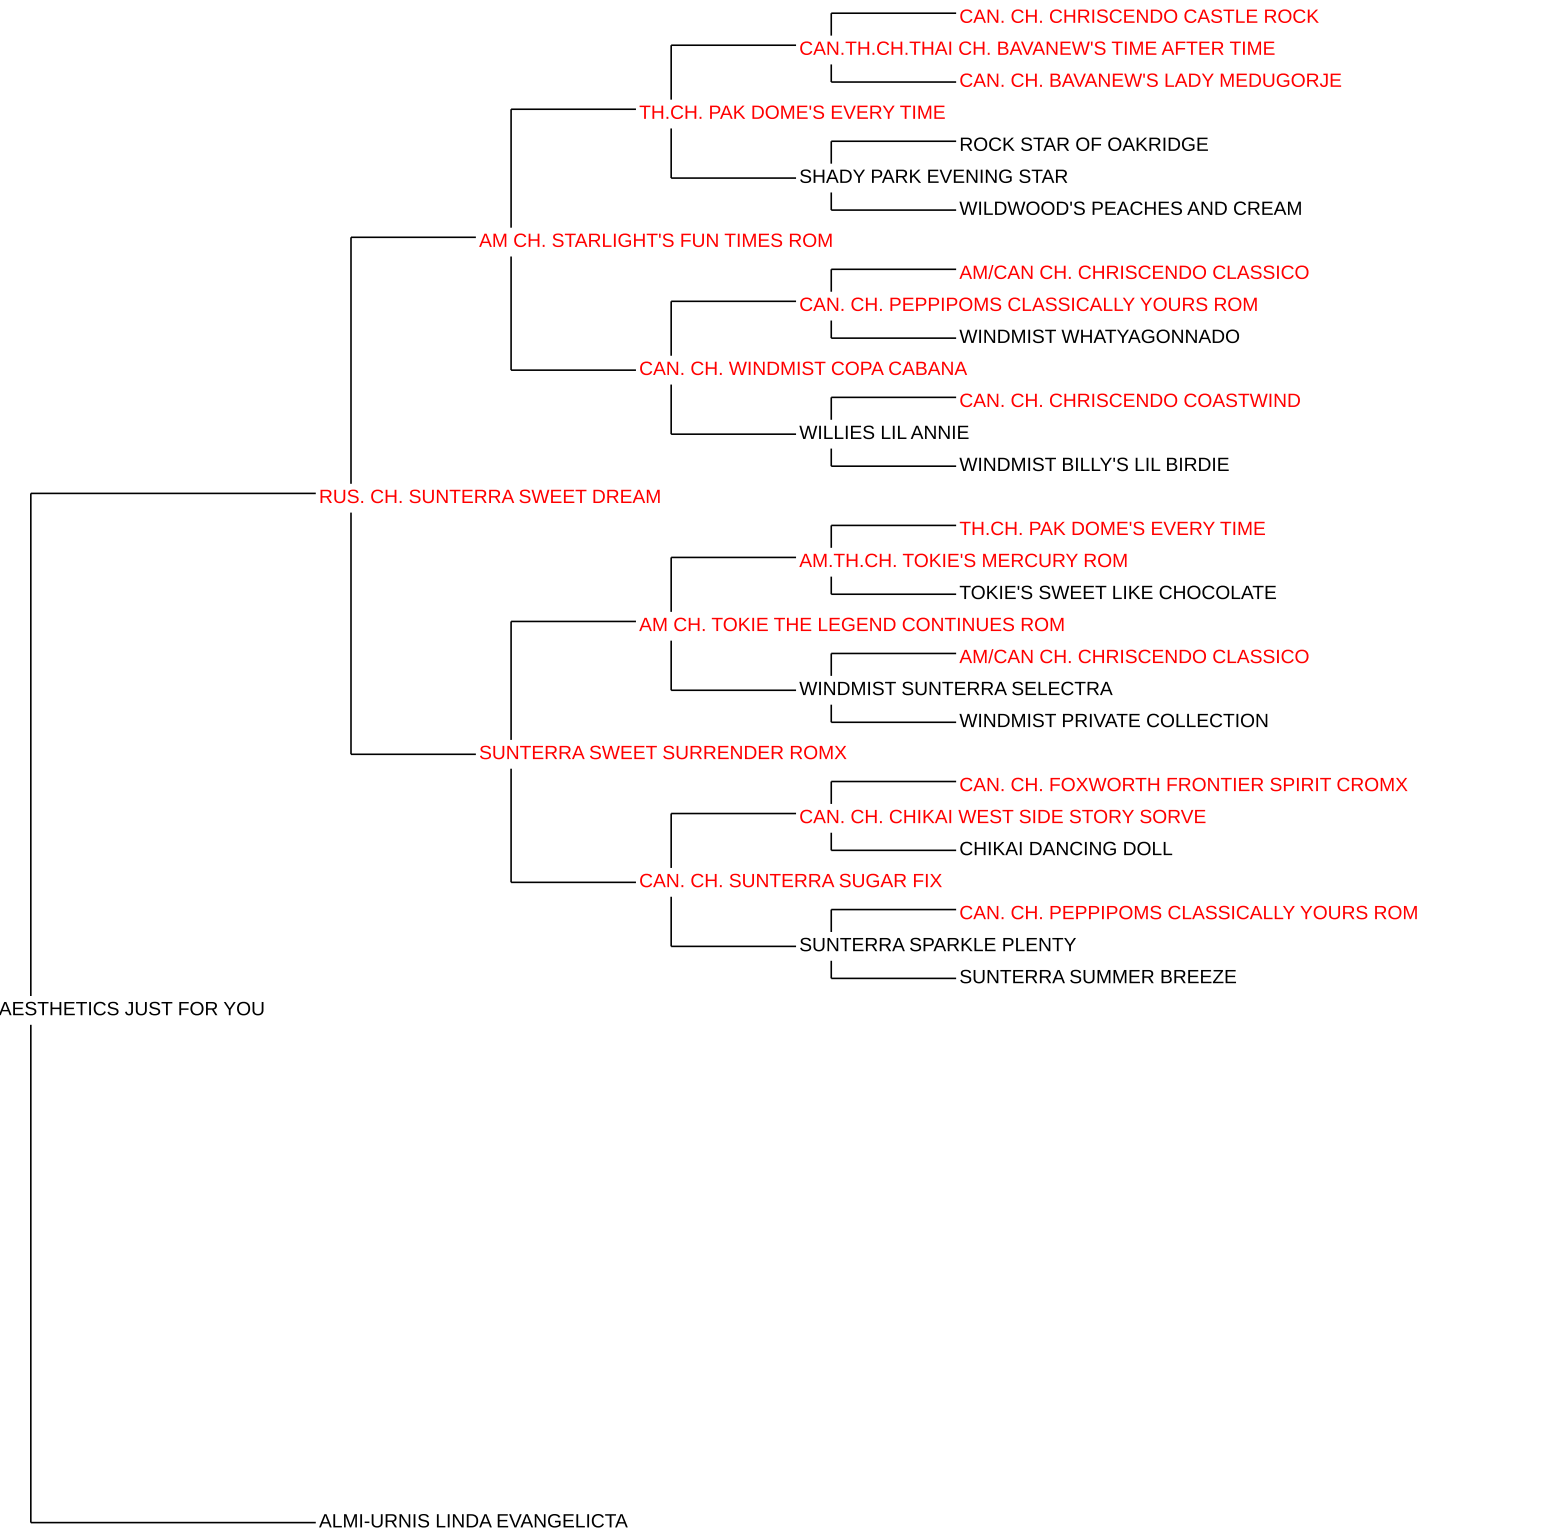 CAN. CH. CHRISCENDO CASTLE ROCK
CAN.TH.CH.THAI CH. BAVANEW'S TIME AFTER TIME
CAN. CH. BAVANEW'S LADY MEDUGORJE
TH.CH. PAK DOME'S EVERY TIME
ROCK STAR OF OAKRIDGE
SHADY PARK EVENING STAR
WILDWOOD'S PEACHES AND CREAM
AM CH. STARLIGHT'S FUN TIMES ROM
AM/CAN CH. CHRISCENDO CLASSICO
CAN. CH. PEPPIPOMS CLASSICALLY YOURS ROM
WINDMIST WHATYAGONNADO
CAN. CH. WINDMIST COPA CABANA
CAN. CH. CHRISCENDO COASTWIND
WILLIES LIL ANNIE
WINDMIST BILLY'S LIL BIRDIE
RUS. CH. SUNTERRA SWEET DREAM
TH.CH. PAK DOME'S EVERY TIME
AM.TH.CH. TOKIE'S MERCURY ROM
TOKIE'S SWEET LIKE CHOCOLATE
AM CH. TOKIE THE LEGEND CONTINUES ROM
AM/CAN CH. CHRISCENDO CLASSICO
WINDMIST SUNTERRA SELECTRA
WINDMIST PRIVATE COLLECTION
SUNTERRA SWEET SURRENDER ROMX
CAN. CH. FOXWORTH FRONTIER SPIRIT CROMX
CAN. CH. CHIKAI WEST SIDE STORY SORVE
CHIKAI DANCING DOLL
CAN. CH. SUNTERRA SUGAR FIX
CAN. CH. PEPPIPOMS CLASSICALLY YOURS ROM
SUNTERRA SPARKLE PLENTY
SUNTERRA SUMMER BREEZE
AESTHETICS JUST FOR YOU
ALMI-URNIS LINDA EVANGELICTA